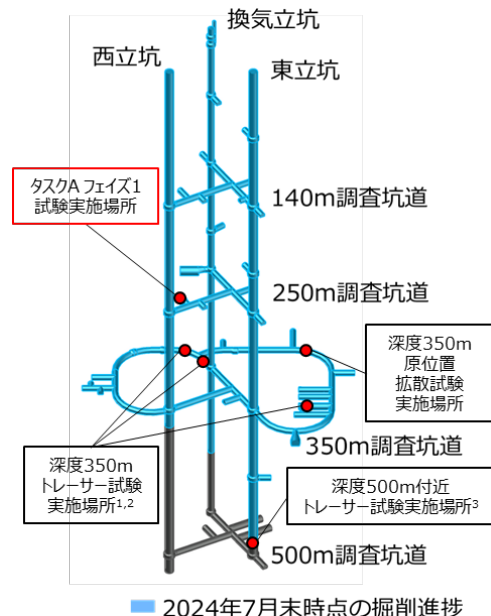 換気立坑
西立坑
東立坑
タスクA フェイズ1
試験実施場所
140m調査坑道
250m調査坑道
深度350m
原位置
拡散試験
実施場所
350m調査坑道
深度350m
トレーサー試験
実施場所1,2
深度500m付近
トレーサー試験実施場所3
500m調査坑道
2024年7月末時点の掘削進捗